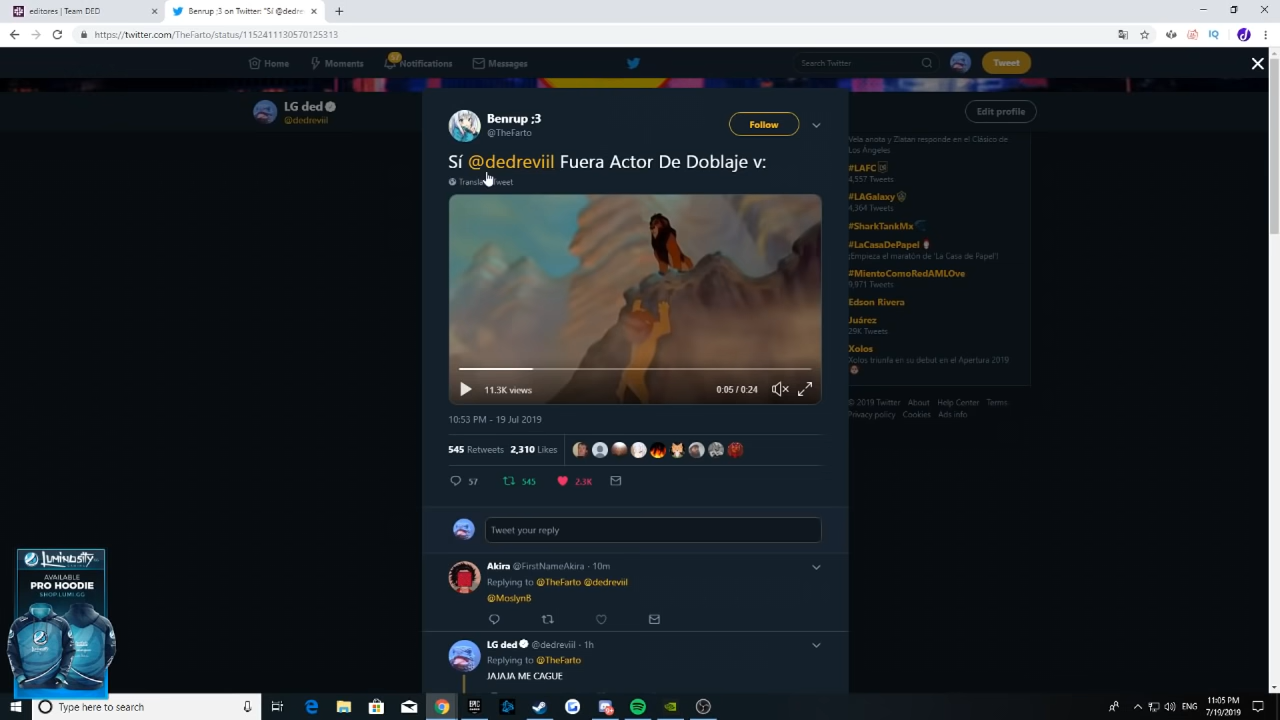 editores | Team DED
Benrup ;3 on Twitter: "Sí @dedre
https://twitter.com/TheFarto/status/1152411130570125313
IQ
Home
Moments
Notifications
Messages
Search Twitter
Tweet
LG ded
@dedreviil
Edit profile
Benrup ;3
@TheFarto
Follow
Sí @dedreviil Fuera Actor De Doblaje v:
Tweet
11.3K views
0:05 / 0:24
10:53 PM - 19 Jul 2019
545 Retweets 2,310 Likes
57
545
2.3K
Tweet your reply
Akira @FirstNameAkira · 10m
Replying to @TheFarto @dedreviil
@MoslynB
LG ded @dedreviil · 1h
Replying to @TheFarto
JAJAJA ME CAGUE
Vela anota y Zlatan responde en el Clásico de
Los Ángeles
#LAFC
4,557 Tweets
#LAGalaxy
4,364 Tweets
#SharkTankMx
#LaCasaDePapel
¡Empieza el maratón de 'La Casa de Papel'!
#MientoComoRedAMLOve
9,971 Tweets
Edson Rivera
Juárez
29K Tweets
Xolos
Xolos triunfa en su debut en el Apertura 2019
© 2019 Twitter About Help Center Terms
Privacy policy Cookies Ads info
LUMINOSITY
AVAILABLE
PRO HOODIE
SHOP LUMI GG
Type here to search
ENG
11:05 PM
7/19/2019